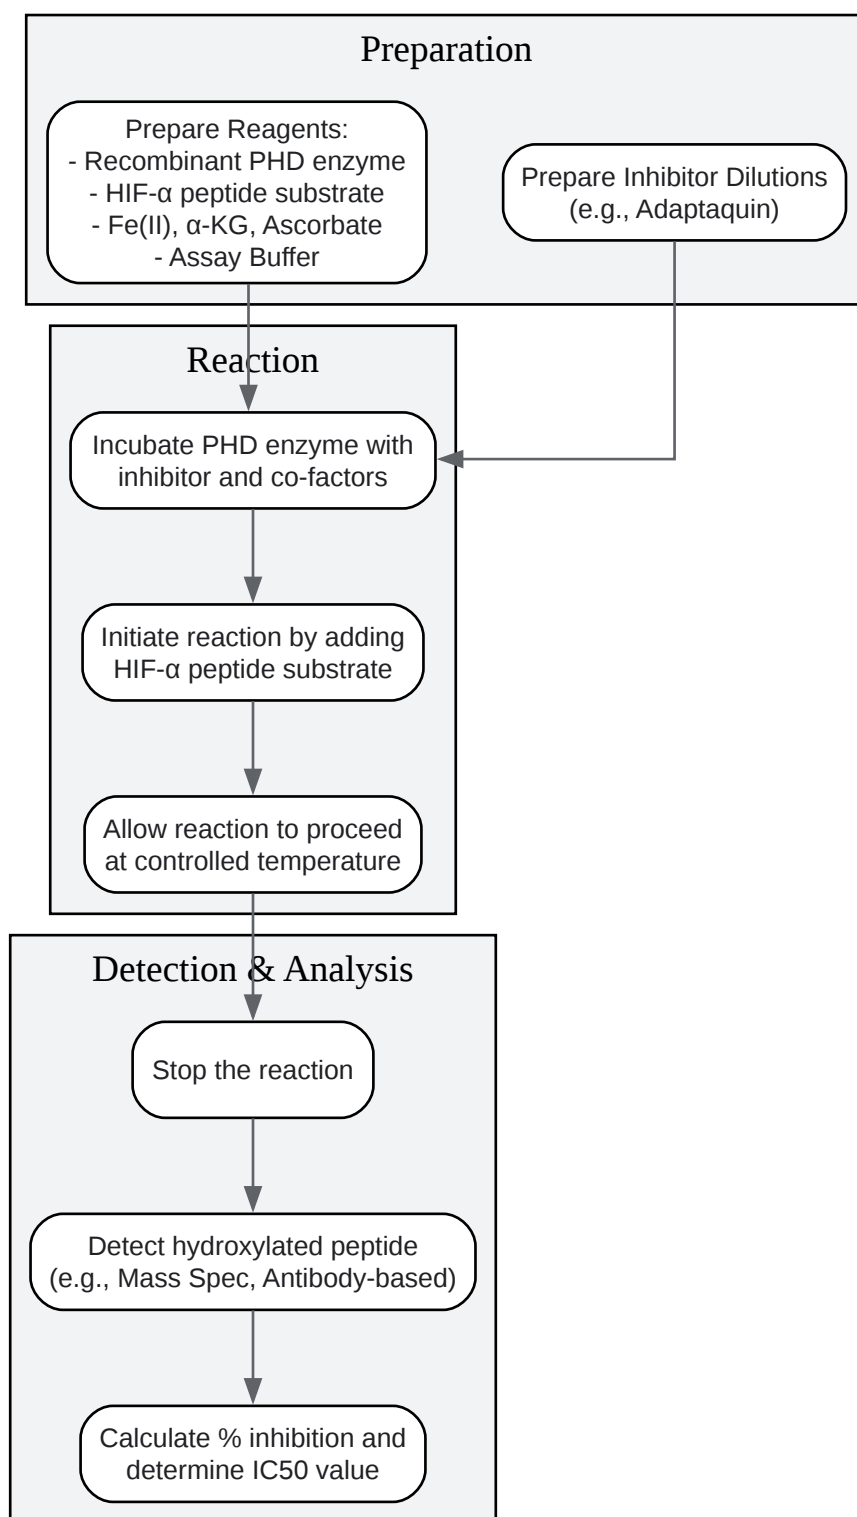 Preparation
Prepare Reagents:
- Recombinant PHD enzyme
- HIF-α peptide substrate
- Fe(II), α-KG, Ascorbate
- Assay Buffer
Prepare Inhibitor Dilutions
(e.g., Adaptaquin)
Reaction
Incubate PHD enzyme with
inhibitor and co-factors
Initiate reaction by adding
HIF-α peptide substrate
Allow reaction to proceed
at controlled temperature
Detection & Analysis
Stop the reaction
Detect hydroxylated peptide
(e.g., Mass Spec, Antibody-based)
Calculate % inhibition and
determine IC50 value